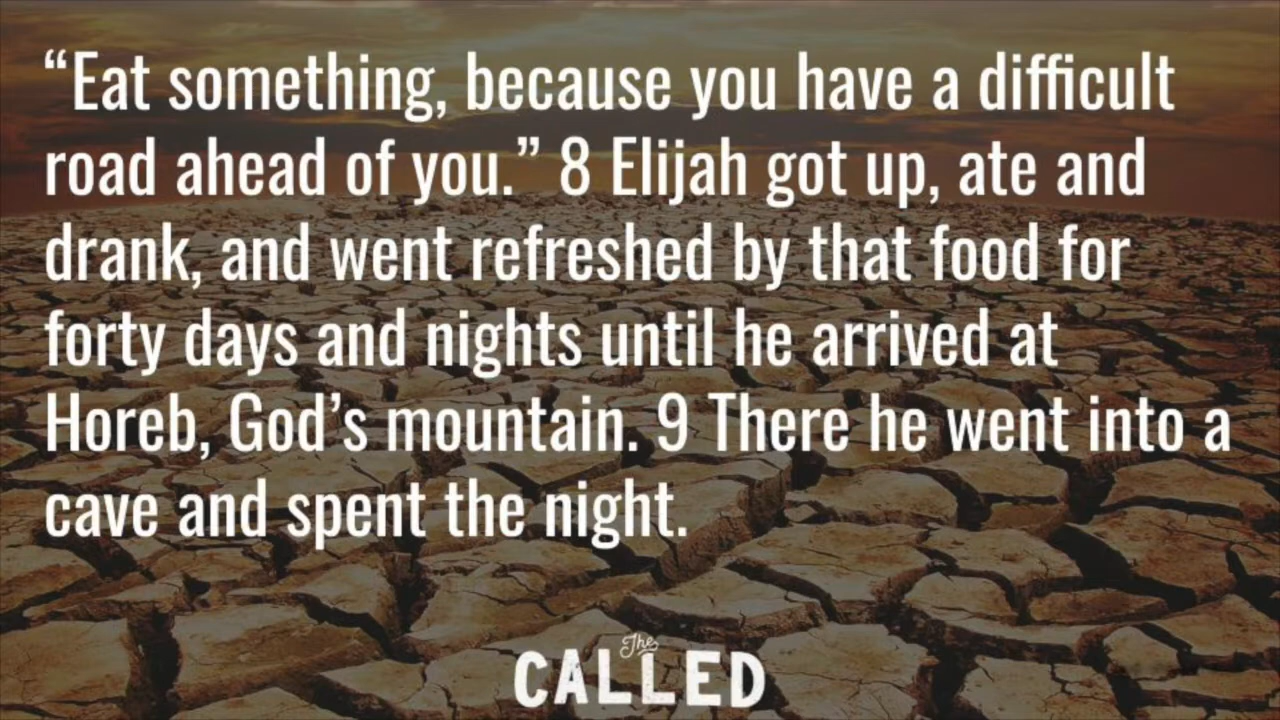 “Eat something, because you have a difficult
road ahead of you.” 8 Elijah got up, ate and
drank, and went refreshed by that food for
forty days and nights until he arrived at
Horeb, God’s mountain. 9 There he went into a
cave and spent the night.
The
CALLED